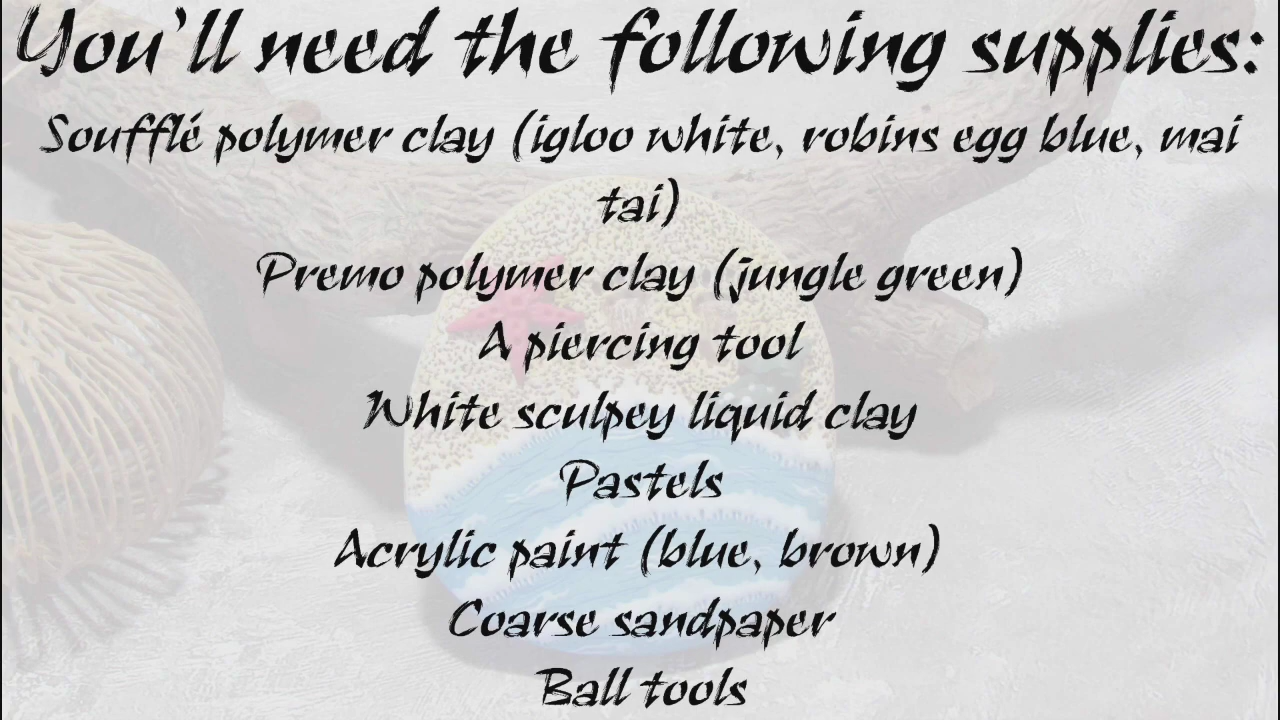 You'll need the following supplies:
Soufflé polymer clay (igloo white, robins egg blue, mai
tai)
Premo polymer clay (jungle green)
A piercing tool
White sculpey liquid clay
Pastels
Acrylic paint (blue, brown)
Coarse sandpaper
Ball tools